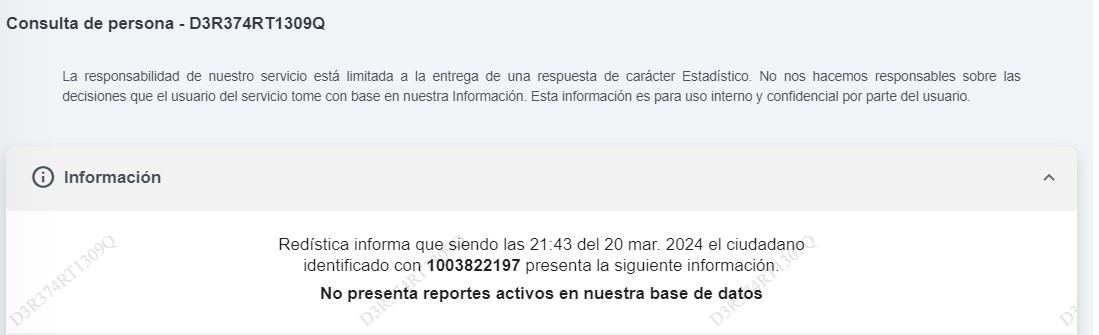 Consulta de persona - D3R374RT1309Q
La responsabilidad de nuestro servicio está limitada a la entrega de una respuesta de carácter Estadístico. No nos hacemos responsables sobre las
decisiones que el usuario del servicio tome con base en nuestra Información. Esta información es para uso interno y confidencial por parte del usuario.
Información
Redística informa que siendo las 21:43 del 20 mar. 2024 el ciudadano
identificado con 1003822197 presenta la siguiente información.
No presenta reportes activos en nuestra base de datos
D3R374RT1309Q
D3R374RT1309Q
D3R374RT1309Q
D3